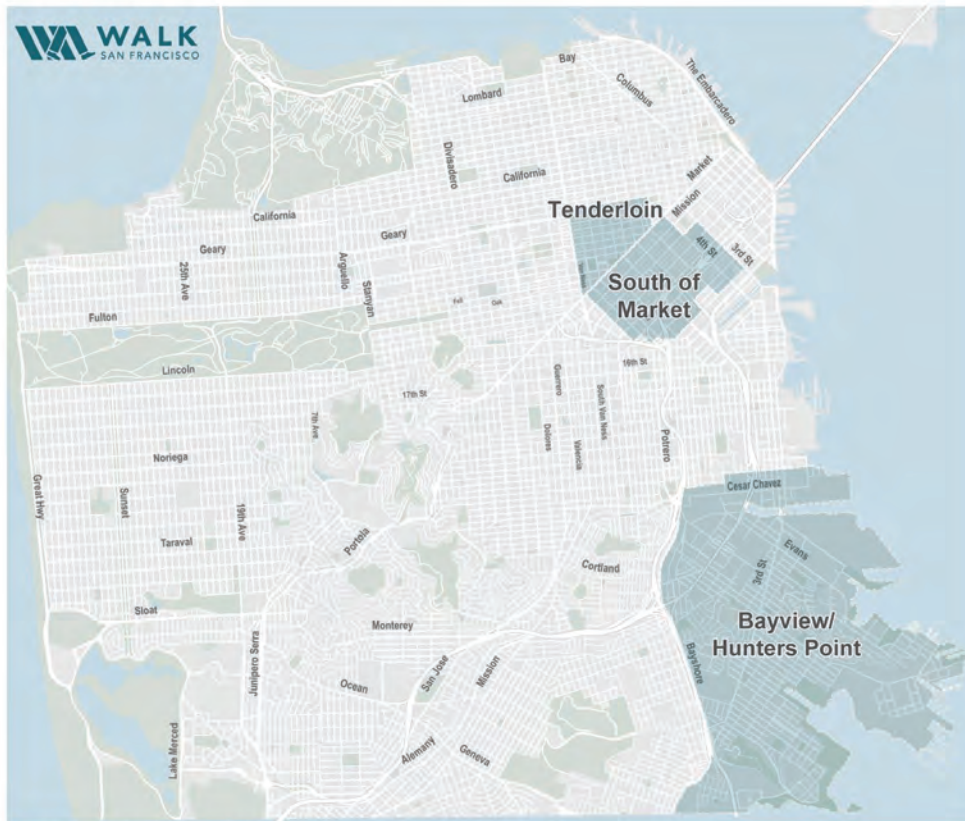 WALK
SAN FRANCISCO
Bay
The Embarcadero
Lombard
Columbus
Divisadero
California
Market
Mission
Tenderloin
California
Geary
Geary
4th St
3rd St
25th Ave
Arguello
Stanyan
South of
Market
Fell
Oak
Fulton
Lincoln
16th St
17th St
Guerrero
South Van Ness
7th Ave
Dolores
Valencia
Potrero
Noriega
Great Hwy
Sunset
19th Ave
Cesar Chavez
Taraval
Portola
Evans
3rd St
Cortland
Sloat
Monterey
Bayview/
Hunters Point
Junipero Serra
San Jose
Mission
Bayshore
Ocean
Lake Merced
Alemany
Geneva